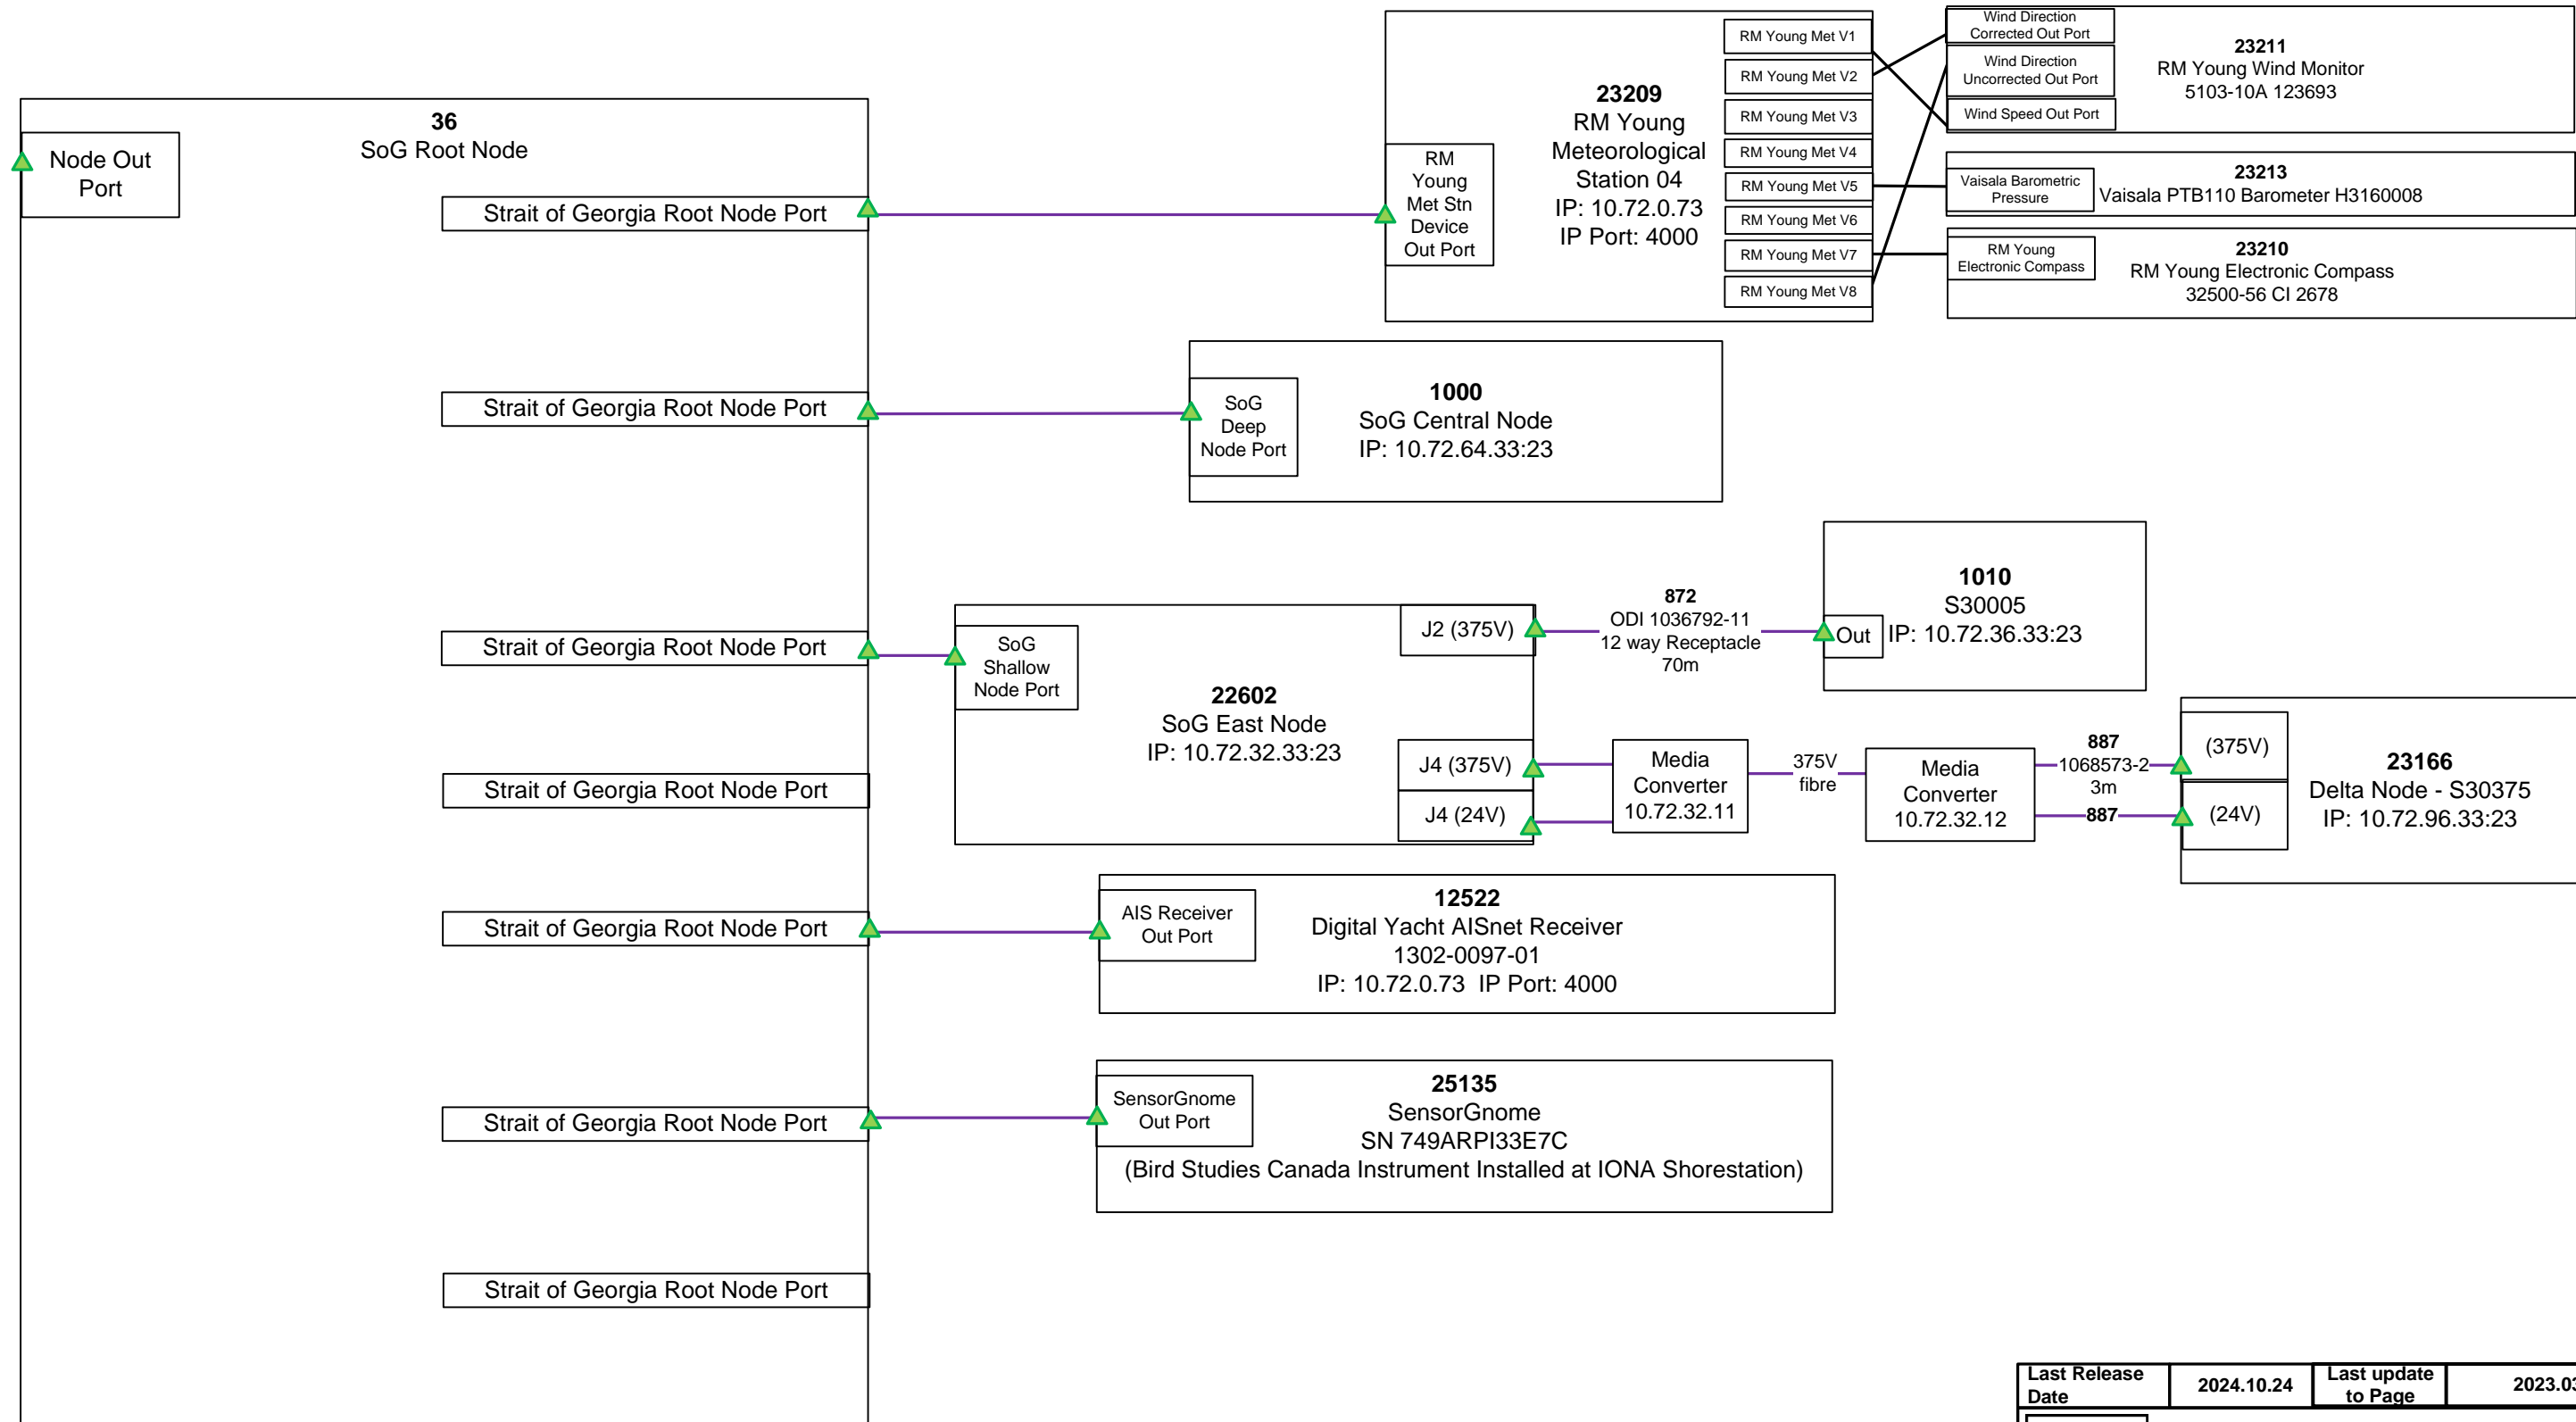 36
SoG Root Node
Node Out
Port
Strait of Georgia Root Node Port
Strait of Georgia Root Node Port
Strait of Georgia Root Node Port
Strait of Georgia Root Node Port
Strait of Georgia Root Node Port
Strait of Georgia Root Node Port
Strait of Georgia Root Node Port
RM
Young
Met Stn
Device
Out Port
23209
RM Young
Meteorological
Station 04
IP: 10.72.0.73
IP Port: 4000
RM Young Met V1
RM Young Met V2
RM Young Met V3
RM Young Met V4
RM Young Met V5
RM Young Met V6
RM Young Met V7
RM Young Met V8
Wind Direction
Corrected Out Port
Wind Direction
Uncorrected Out Port
Wind Speed Out Port
23211
RM Young Wind Monitor
5103-10A 123693
Vaisala Barometric
Pressure
23213
Vaisala PTB110 Barometer H3160008
RM Young
Electronic Compass
23210
RM Young Electronic Compass
32500-56 CI 2678
SoG
Deep
Node Port
1000
SoG Central Node
IP: 10.72.64.33:23
SoG
Shallow
Node Port
22602
SoG East Node
IP: 10.72.32.33:23
J2 (375V)
J4 (375V)
J4 (24V)
872
ODI 1036792-11
12 way Receptacle
70m
Out
1010
S30005
IP: 10.72.36.33:23
Media
Converter
10.72.32.11
375V
fibre
Media
Converter
10.72.32.12
887
1068573-2
3m
887
(375V)
(24V)
23166
Delta Node - S30375
IP: 10.72.96.33:23
AIS Receiver
Out Port
12522
Digital Yacht AISnet Receiver
1302-0097-01
IP: 10.72.0.73 IP Port: 4000
SensorGnome
Out Port
25135
SensorGnome
SN 749ARPI33E7C
(Bird Studies Canada Instrument Installed at IONA Shorestation)
Last Release
Date
2024.10.24
Last update
to Page
2023.03